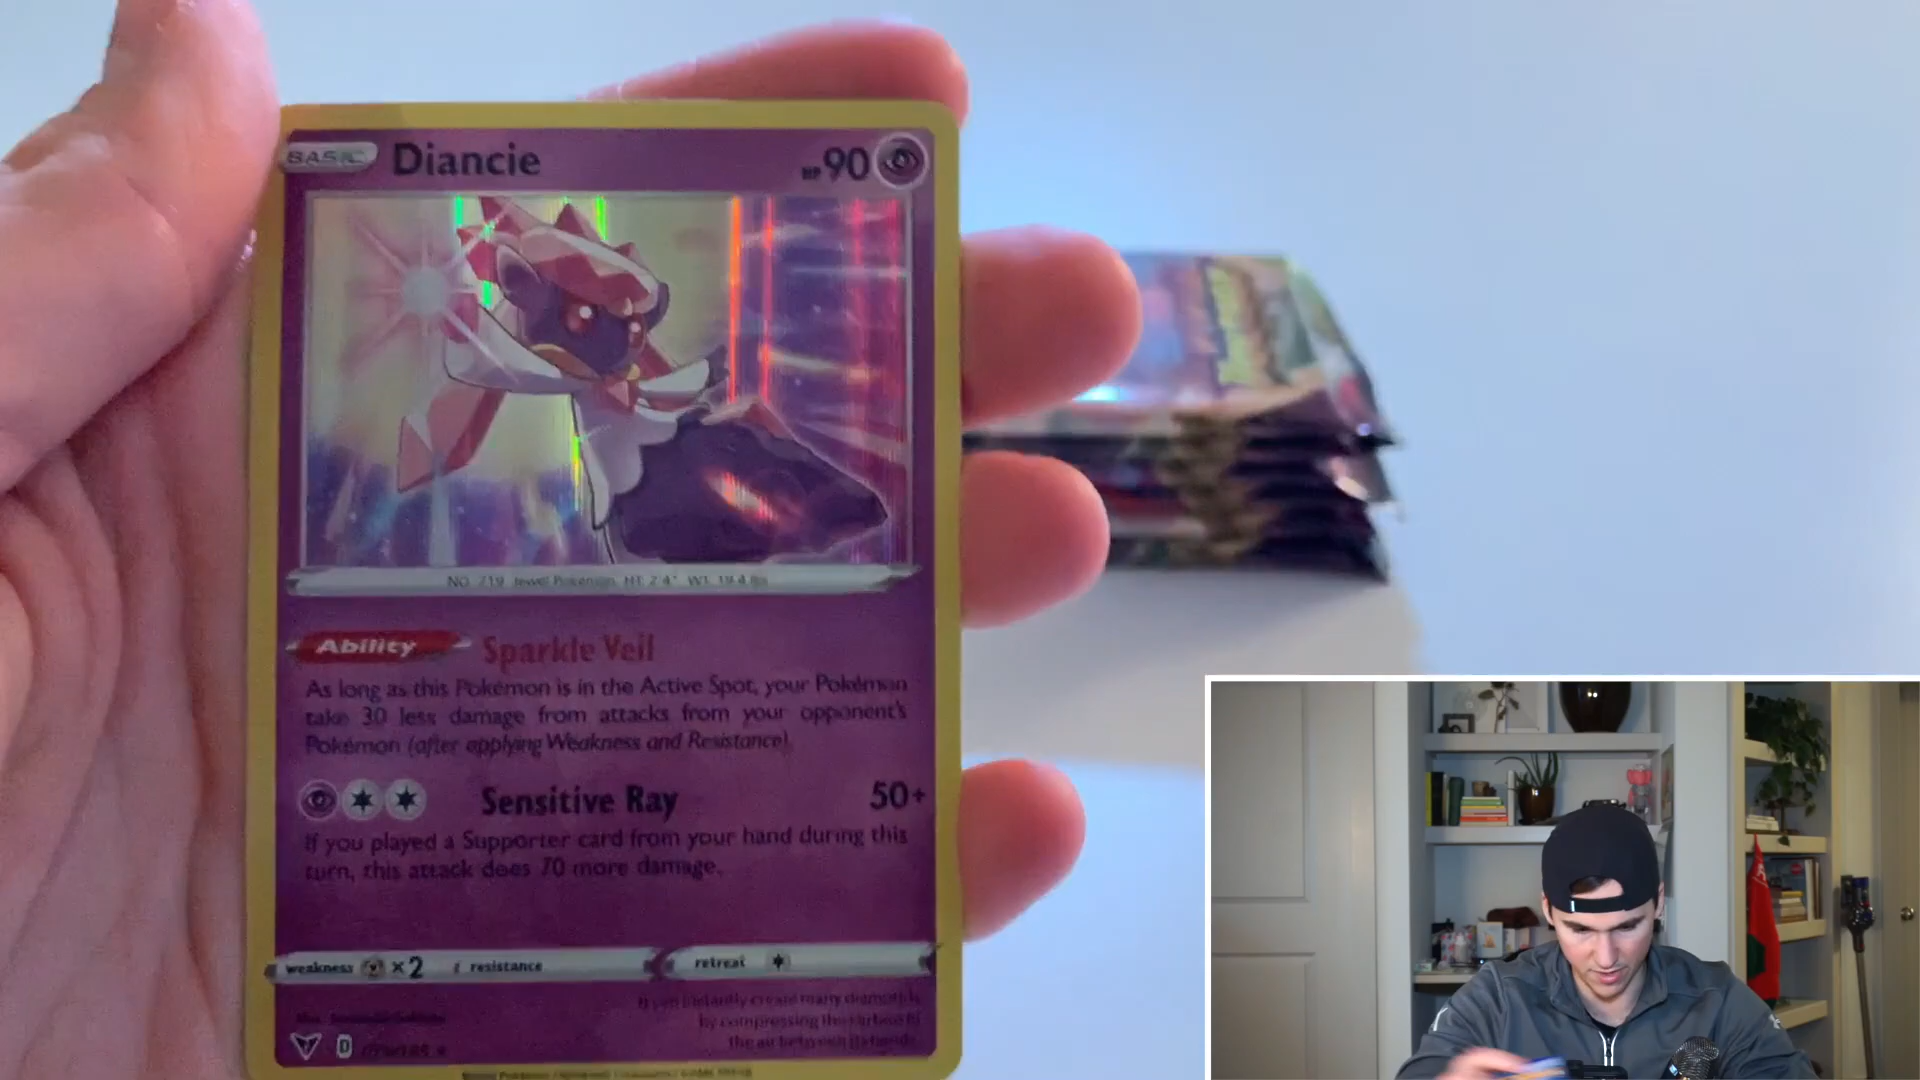 BASIC Diancie HP 90
NO. 719 Jewel Pokémon HT: 2'4" WT: 19.4 lbs
Ability Sparkle Veil
As long as this Pokémon is in the Active Spot, your Pokémon
take 30 less damage from attacks from your opponent's
Pokémon (after applying Weakness and Resistance).
Sensitive Ray 50+
If you played a Supporter card from your hand during this
turn, this attack does 70 more damage.
weakness ×2 resistance retreat
It can instantly create many diamonds
by compressing the carbon in
the air between its hands.
D